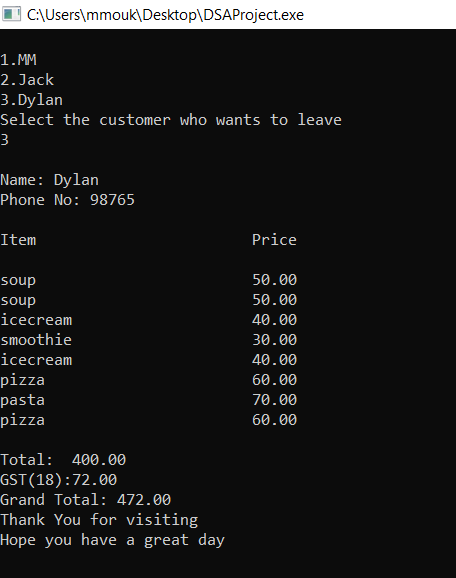 C:\Users\mmouk\Desktop\DSAProject.exe
1.MM
2.Jack
3.Dylan
Select the customer who wants to leave
3
Name: Dylan
Phone No: 98765
Item Price
soup 50.00
soup 50.00
icecream 40.00
smoothie 30.00
icecream 40.00
pizza 60.00
pasta 70.00
pizza 60.00
Total:  400.00
GST(18):72.00
Grand Total: 472.00
Thank You for visiting
Hope you have a great day